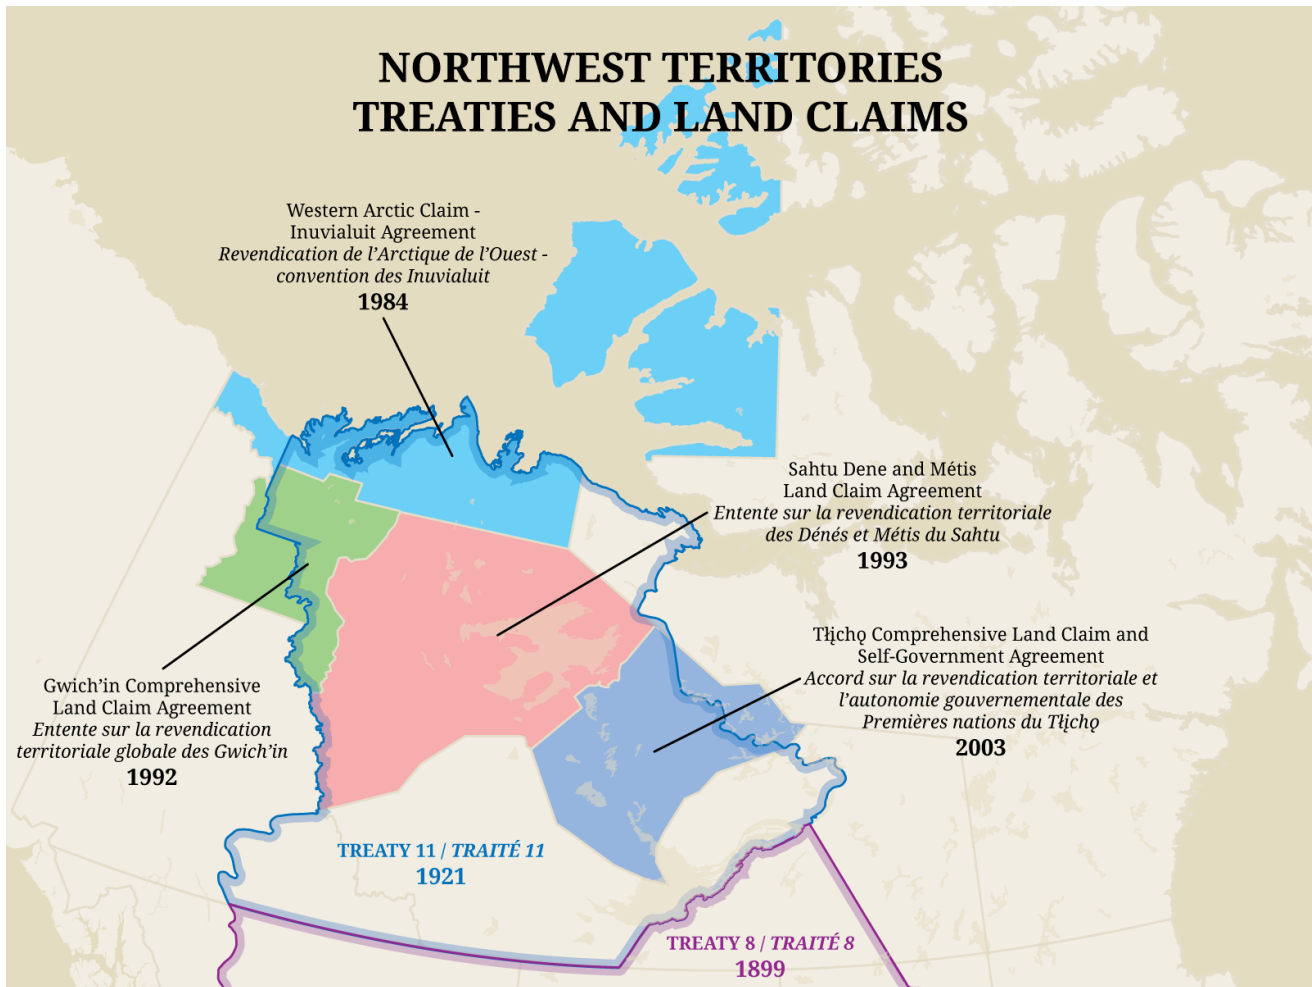 NORTHWEST TERRITORIES
TREATIES AND LAND CLAIMS
Western Arctic Claim -
Inuvialuit Agreement
Revendication de l’Arctique de l’Ouest -
convention des Inuvialuit
1984
Sahtu Dene and Métis
Land Claim Agreement
Entente sur la revendication territoriale
des Dénés et Métis du Sahtu
1993
Tłı̨chǫ Comprehensive Land Claim and
Self-Government Agreement
Accord sur la revendication territoriale et
l’autonomie gouvernementale des
Premières nations du Tłı̨chǫ
2003
Gwich’in Comprehensive
Land Claim Agreement
Entente sur la revendication
territoriale globale des Gwich’in
1992
TREATY 11 / TRAITÉ 11
1921
TREATY 8 / TRAITÉ 8
1899